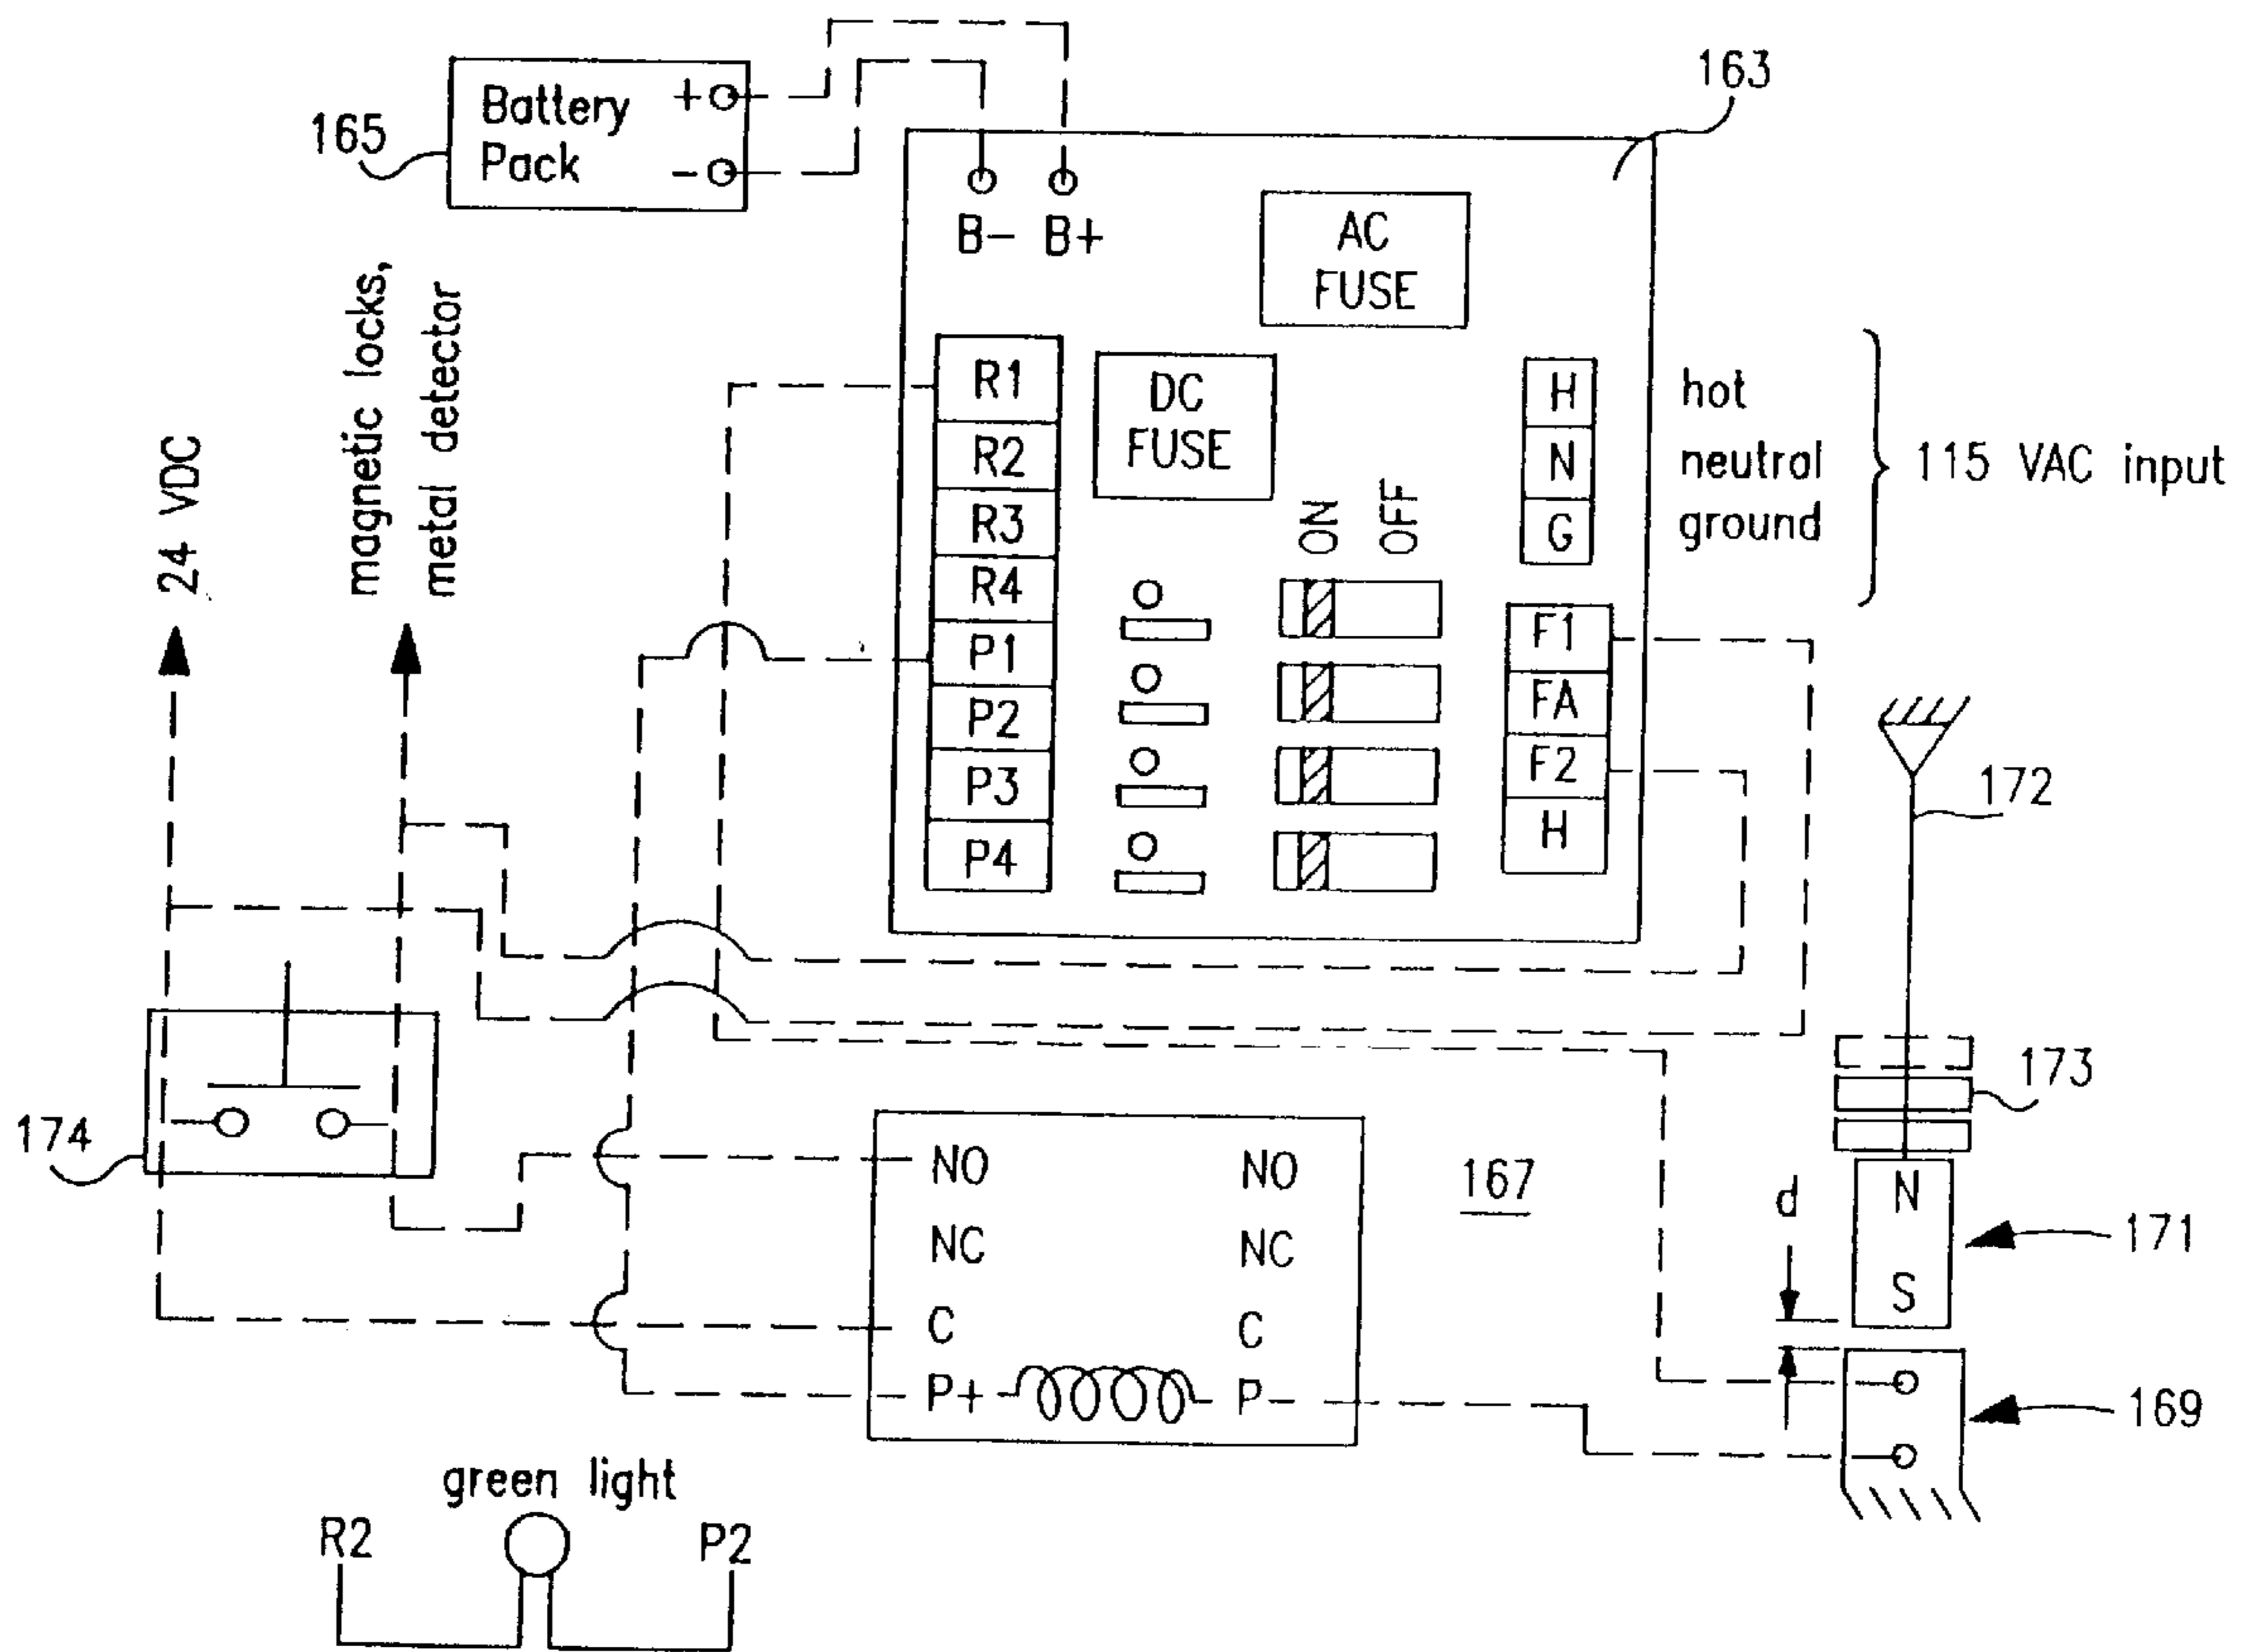 163
165
Battery +
Pack -
B- B+
AC
FUSE
24 VDC
magnetic locks,
metal detector
R1
R2
R3
R4
P1
P2
P3
P4
DC
FUSE
ON OFF
H hot
N neutral
G ground
115 VAC input
F1
FA
F2
H
172
173
174
NO NO
NC NC
C C
P+ P-
167
d
N
S
171
169
green light
R2 P2